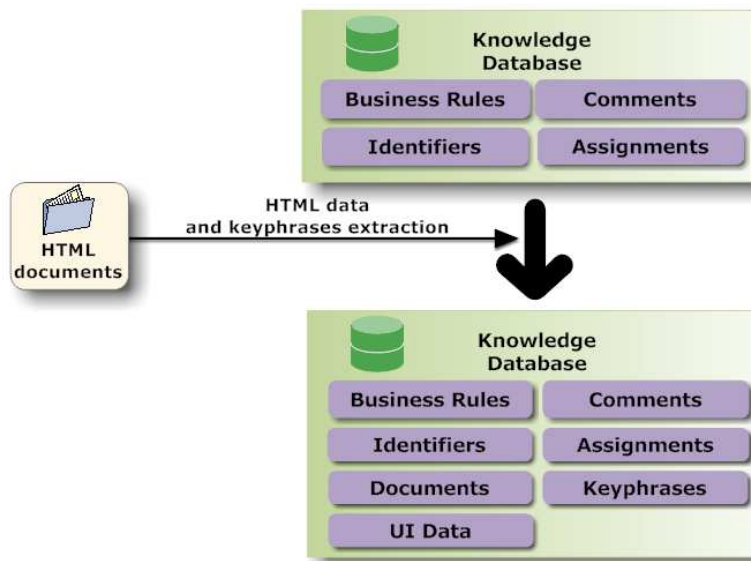 Knowledge
Database
Business Rules
Comments
Identifiers
Assignments
HTML data
and keyphrases extraction
HTML
documents
Knowledge
Database
Business Rules
Comments
Identifiers
Assignments
Documents
Keyphrases
UI Data